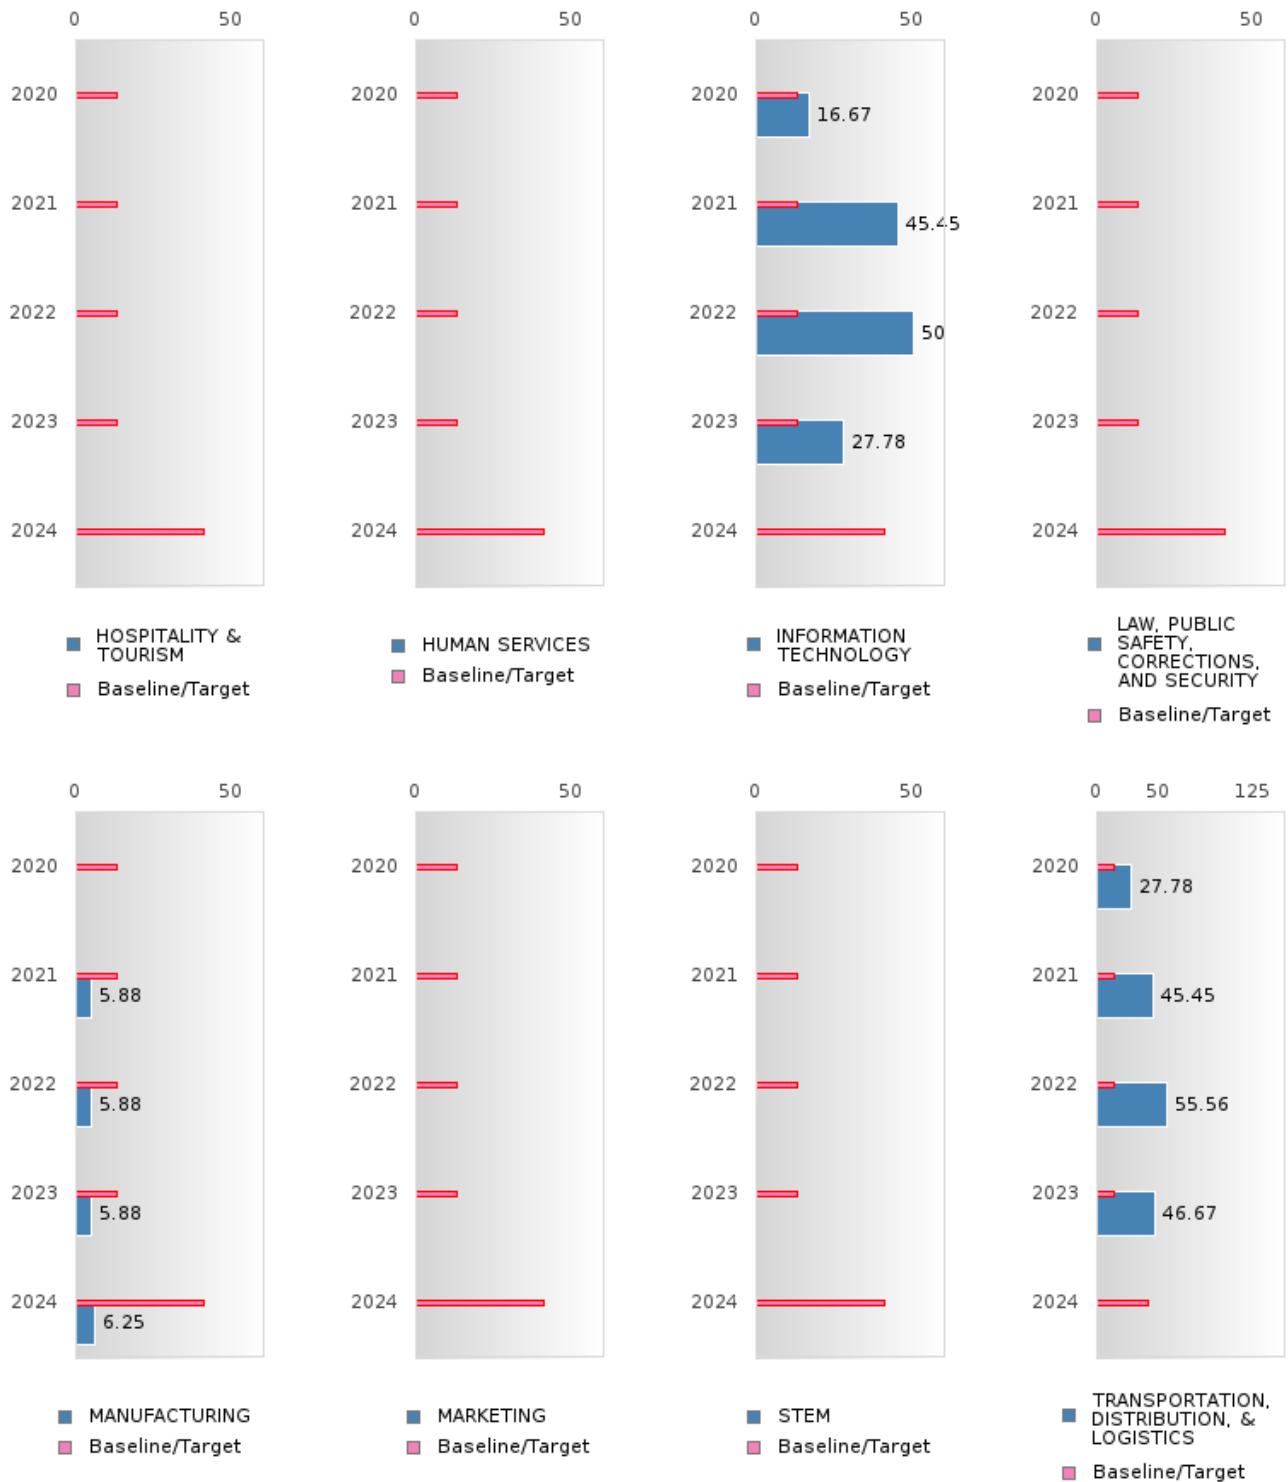 0 50
2020
2021
2022
2023
2024
HOSPITALITY &
TOURISM
Baseline/Target
0 50
2020
2021
2022
2023
2024
HUMAN SERVICES
Baseline/Target
0 50
2020 16.67
2021 45.45
2022 50
2023 27.78
2024
INFORMATION
TECHNOLOGY
Baseline/Target
0 50
2020
2021
2022
2023
2024
LAW, PUBLIC
SAFETY,
CORRECTIONS,
AND SECURITY
Baseline/Target
0 50
2020
2021 5.88
2022 5.88
2023 5.88
2024 6.25
MANUFACTURING
Baseline/Target
0 50
2020
2021
2022
2023
2024
MARKETING
Baseline/Target
0 50
2020
2021
2022
2023
2024
STEM
Baseline/Target
0 50 125
2020 27.78
2021 45.45
2022 55.56
2023 46.67
2024
TRANSPORTATION,
DISTRIBUTION, &
LOGISTICS
Baseline/Target